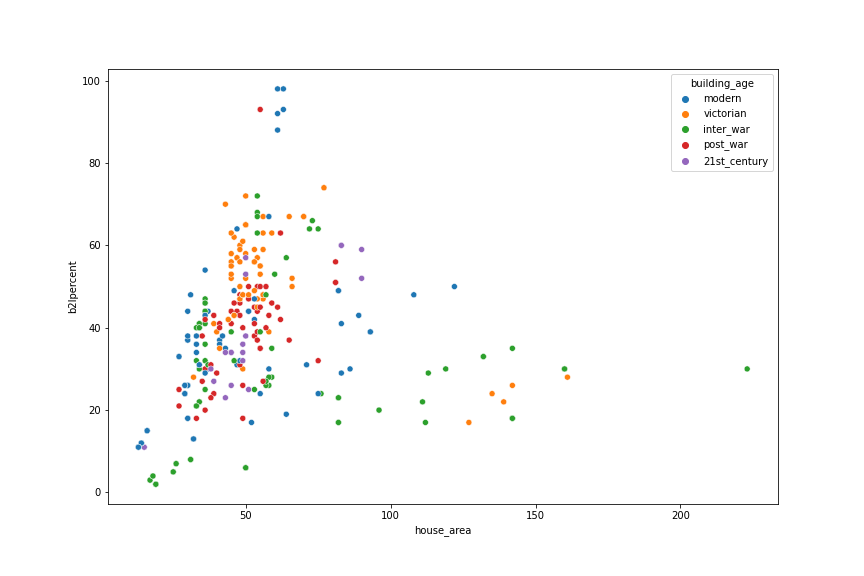 building_age
modern
victorian
inter_war
post_war
21st_century
100
80
60
40
20
0
b2lpercent
50
100
150
200
house_area